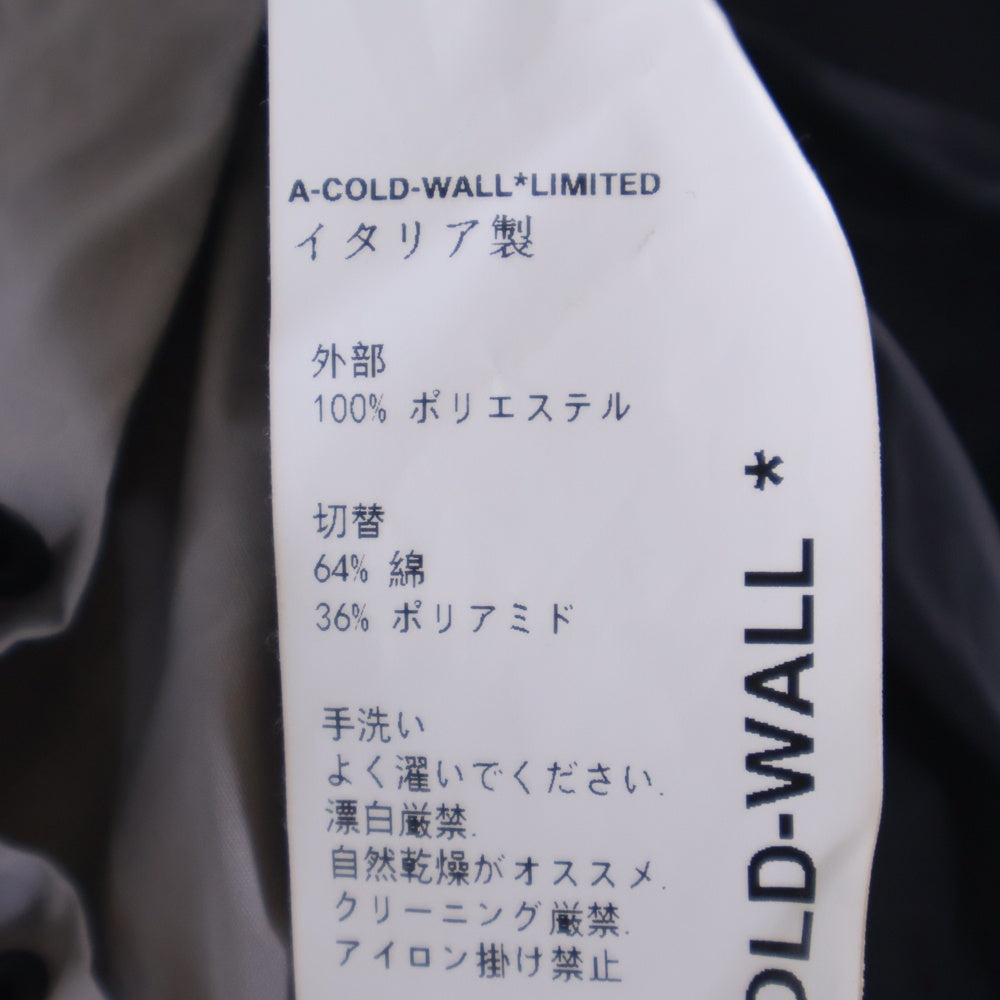 A-COLD-WALL*LIMITED
イタリア製
外部
100% ポリエステル
切替
64% 綿
36% ポリアミド
手洗い
よく濯いでください.
漂白厳禁.
自然乾燥がオススメ.
クリーニング厳禁.
アイロン掛け禁止
OLD-WALL*